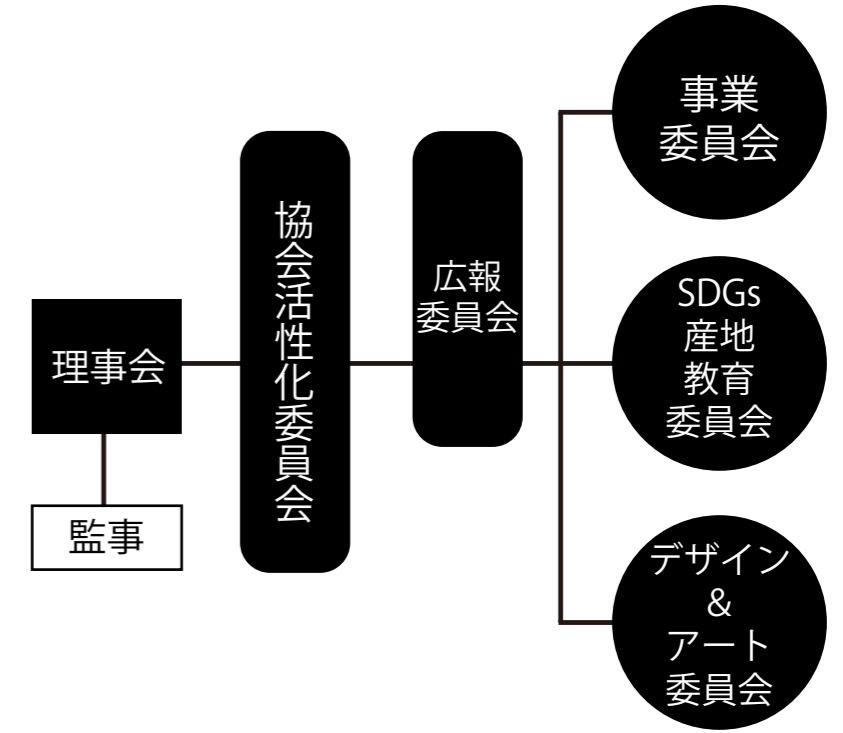 理事会
監事
協会活性化委員会
広報
委員会
事業
委員会
SDGs
産地
教育
委員会
デザイン
&
アート
委員会